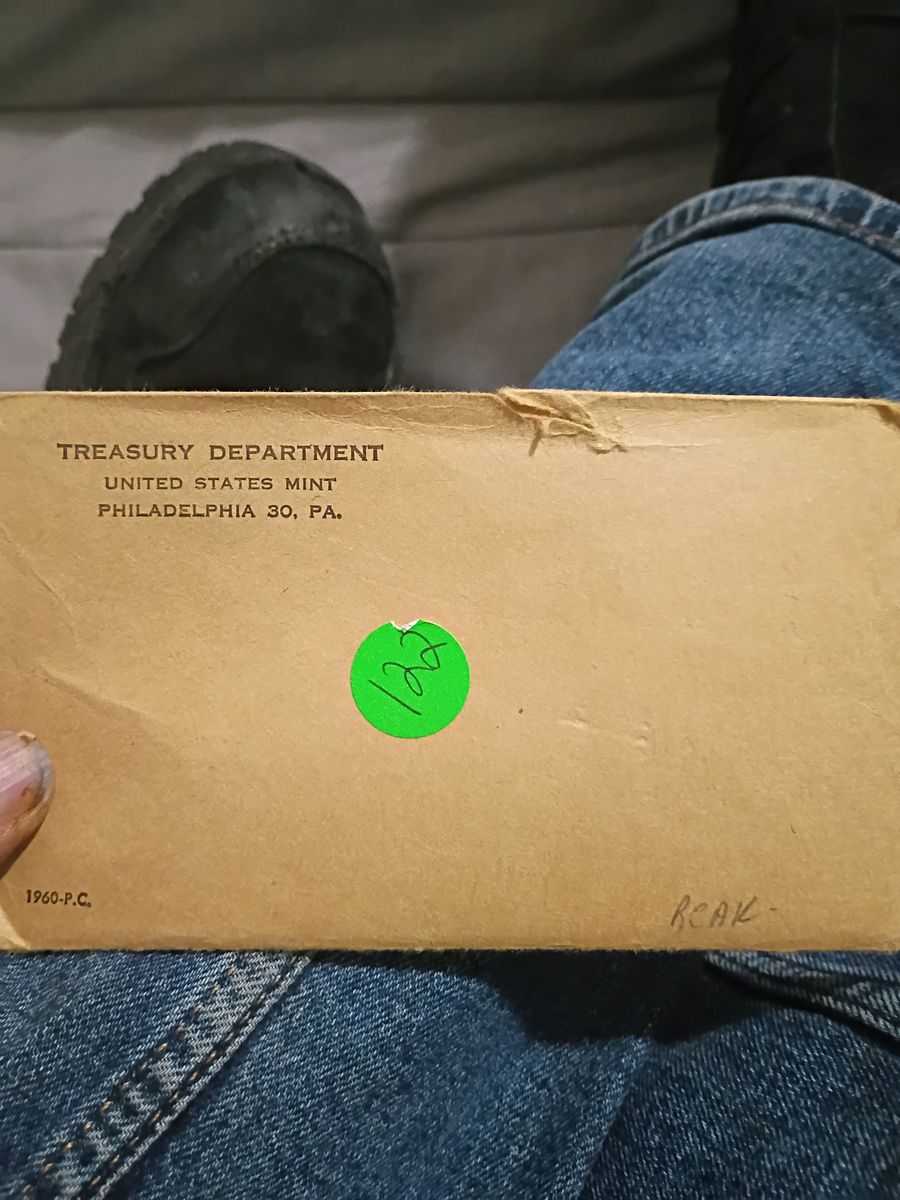 TREASURY DEPARTMENT
UNITED STATES MINT
PHILADELPHIA 30, PA.
122
1960-P.C.